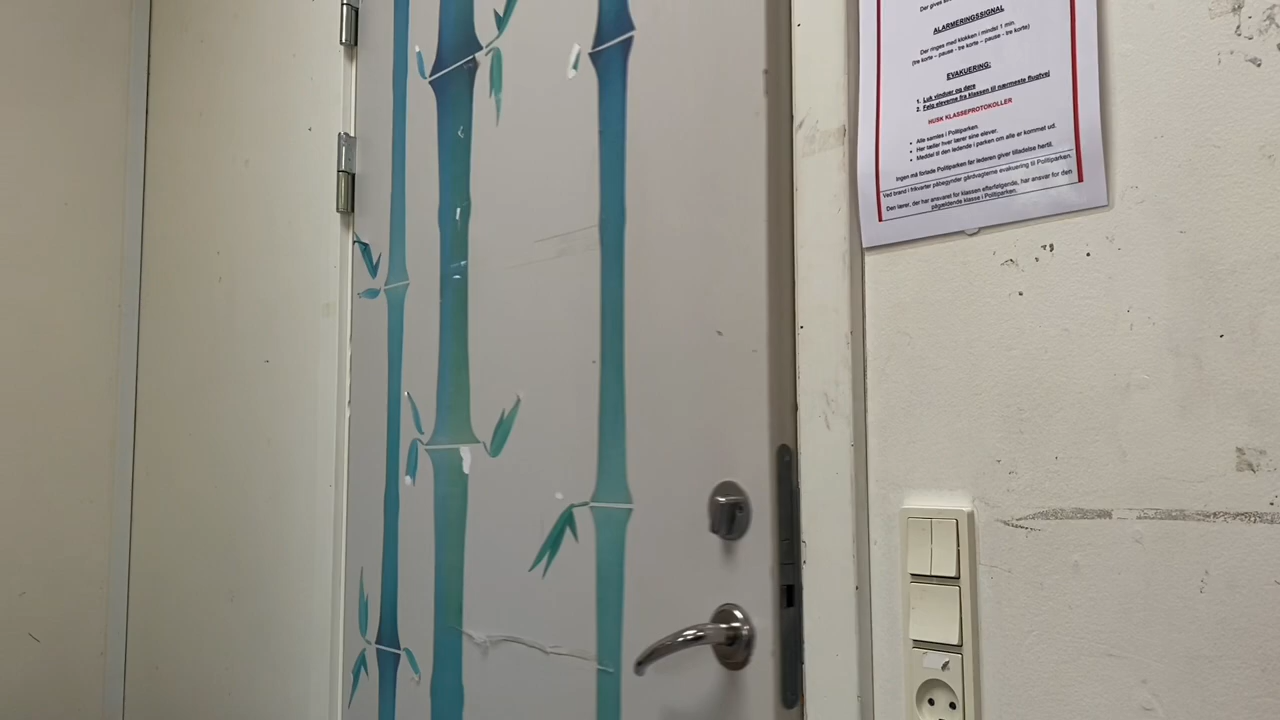 Der gives
ALARMERINGSSIGNAL
Der ringes med klokken i mindst 1 min.
(tre korte – pause - tre korte – pause - tre korte)
EVAKUERING:
1. Luk vinduer og døre
2. Følg eleverne fra klassen til nærmeste flugtvej
HUSK KLASSEPROTOKOLLER
• Alle samles i Politiparken.
• Her tæller hver lærer sine elever.
• Meddel til den ledende i parken om alle er kommet ud.
Ingen må forlade Politiparken før lederen giver tilladelse hertil.
Ved brand i frikvarter påbegynder gårdvagterne evakuering til Politiparken.
Den lærer, der har ansvaret for klassen efterfølgende, har ansvar for den
pågældende klasse i Politiparken.